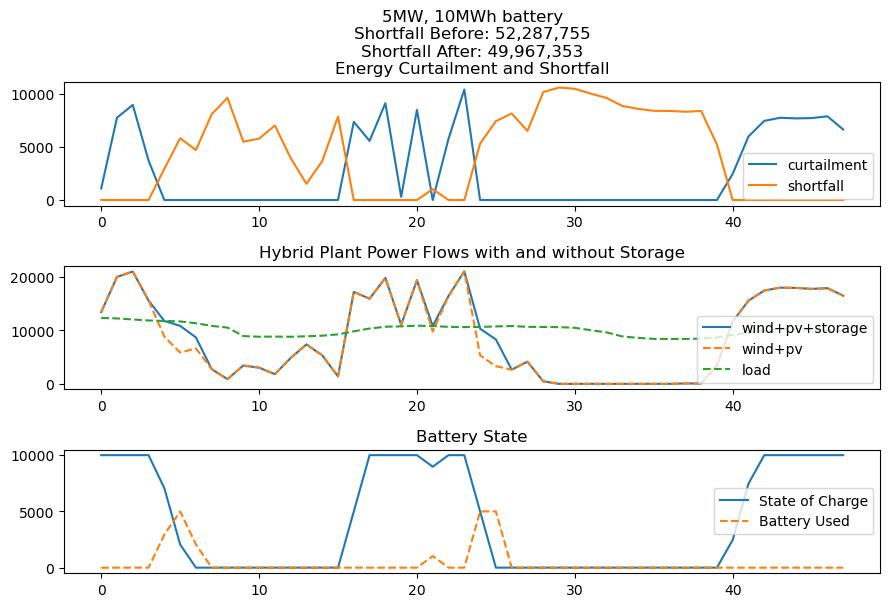 5MW, 10MWh battery
Shortfall Before: 52,287,755
Shortfall After: 49,967,353
Energy Curtailment and Shortfall
10000
5000
0
curtailment
shortfall
0 10 20 30 40
Hybrid Plant Power Flows with and without Storage
20000
10000
0
wind+pv+storage
wind+pv
load
0 10 20 30 40
Battery State
10000
5000
0
State of Charge
Battery Used
0 10 20 30 40